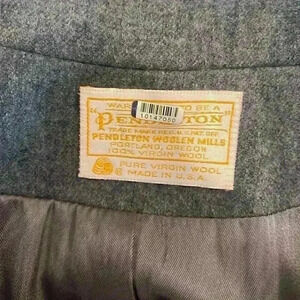 WAR TO BE A
"PENDLETON"
10147050
TRADE MARK REG. U.S. PAT. OFF.
PENDLETON WOOLEN MILLS
PORTLAND, OREGON
100% VIRGIN WOOL
PURE VIRGIN WOOL
MADE IN U.S.A.